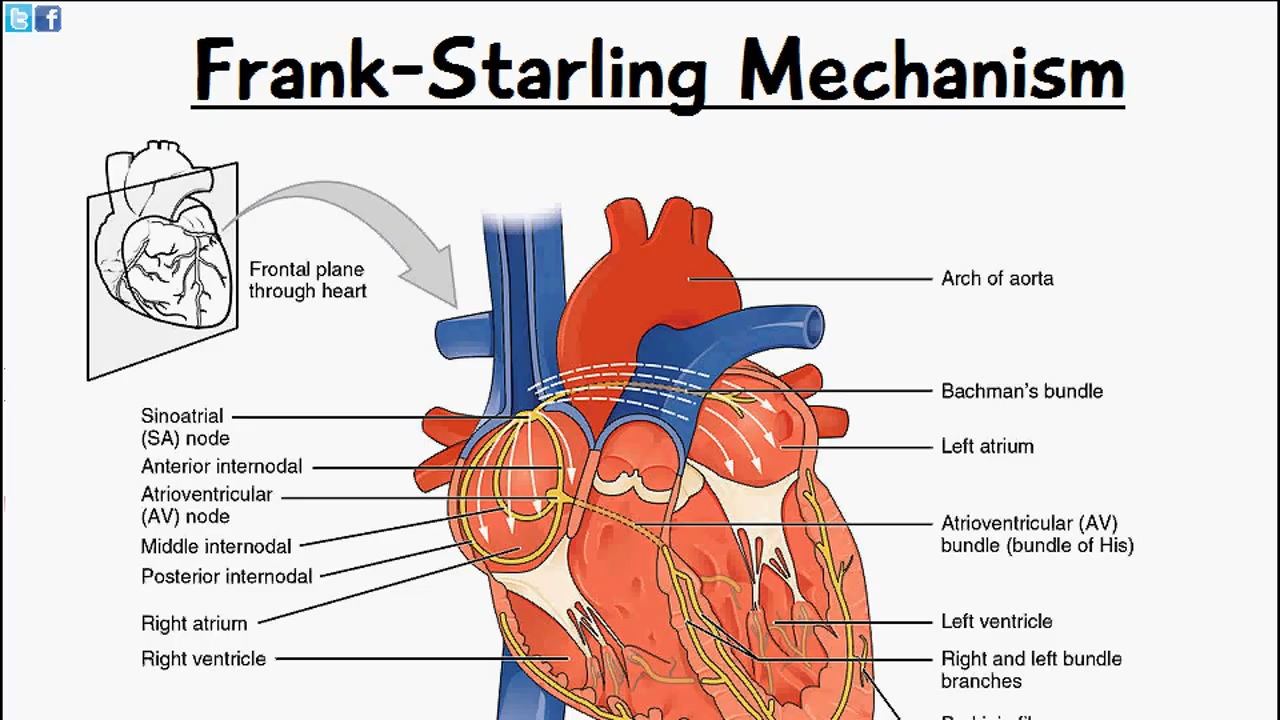 Frank-Starling Mechanism
Frontal plane
through heart
Arch of aorta
Bachman's bundle
Left atrium
Atrioventricular (AV)
bundle (bundle of His)
Left ventricle
Right and left bundle
branches
Sinoatrial
(SA) node
Anterior internodal
Atrioventricular
(AV) node
Middle internodal
Posterior internodal
Right atrium
Right ventricle